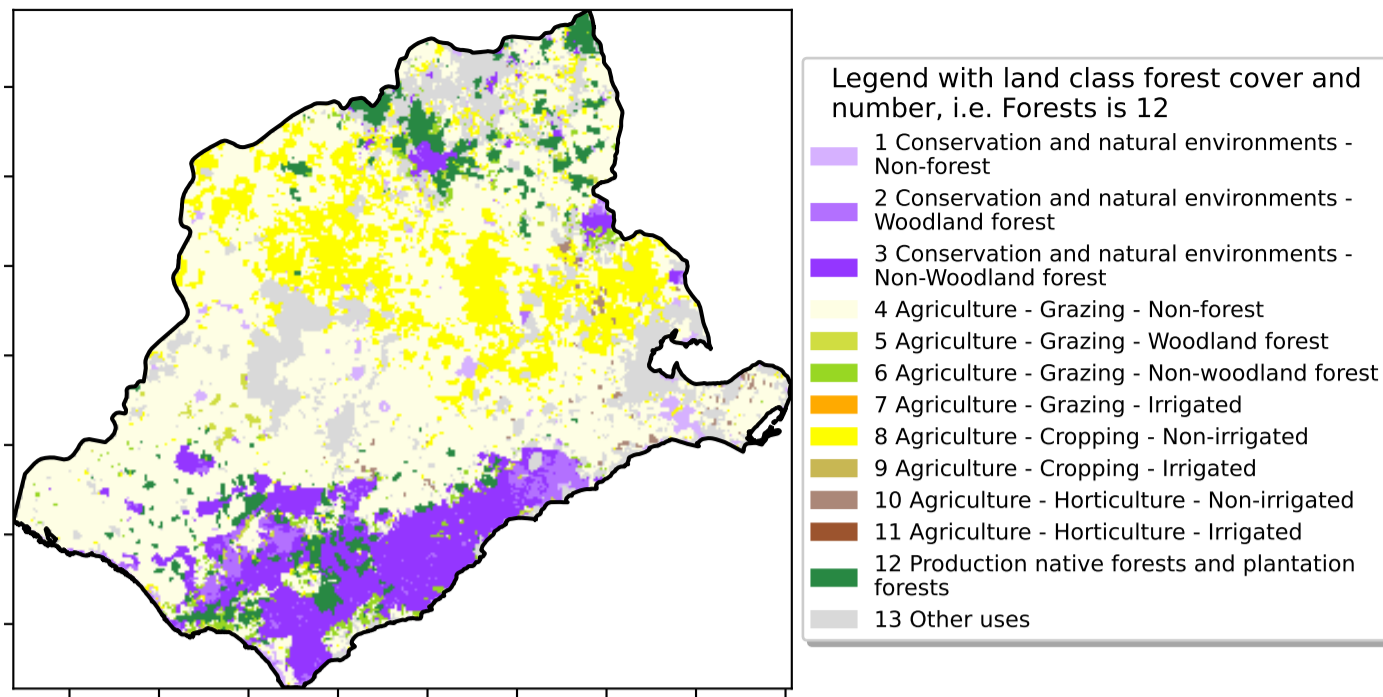 Legend with land class forest cover and
number, i.e. Forests is 12
1 Conservation and natural environments -
Non-forest
2 Conservation and natural environments -
Woodland forest
3 Conservation and natural environments -
Non-Woodland forest
4 Agriculture - Grazing - Non-forest
5 Agriculture - Grazing - Woodland forest
6 Agriculture - Grazing - Non-woodland forest
7 Agriculture - Grazing - Irrigated
8 Agriculture - Cropping - Non-irrigated
9 Agriculture - Cropping - Irrigated
10 Agriculture - Horticulture - Non-irrigated
11 Agriculture - Horticulture - Irrigated
12 Production native forests and plantation
forests
13 Other uses